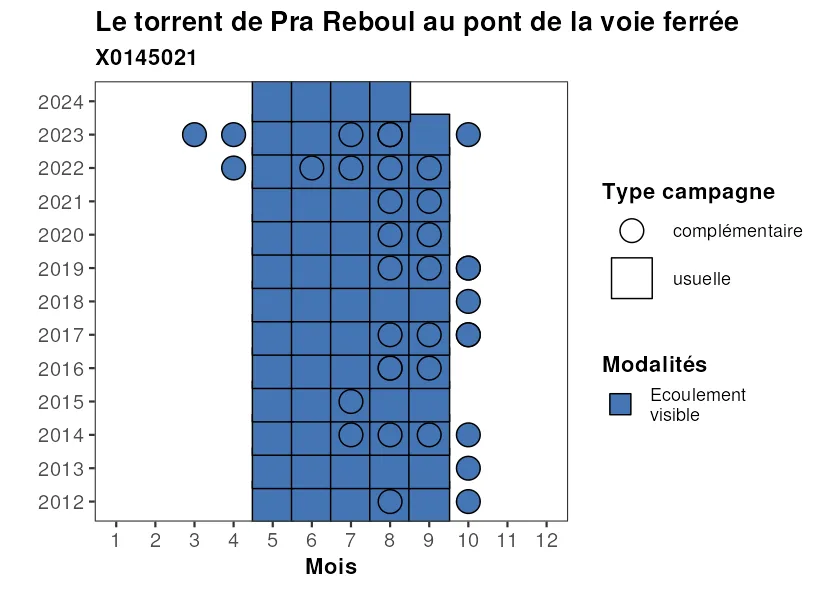 Le torrent de Pra Reboul au pont de la voie ferrée
X0145021
2024
2023
2022
2021
2020
2019
2018
2017
2016
2015
2014
2013
2012
1 2 3 4 5 6 7 8 9 10 11 12
Mois
Type campagne
complémentaire
usuelle
Modalités
Ecoulement
visible